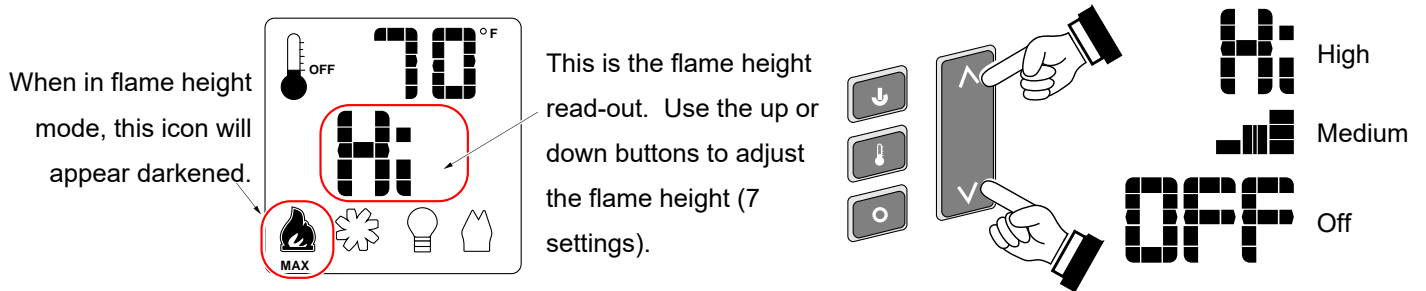 When in flame height
mode, this icon will
appear darkened.
OFF
70
°F
Hi
MAX
This is the flame height
read-out. Use the up or
down buttons to adjust
the flame height (7
settings).
Hi High
Medium
OFF Off